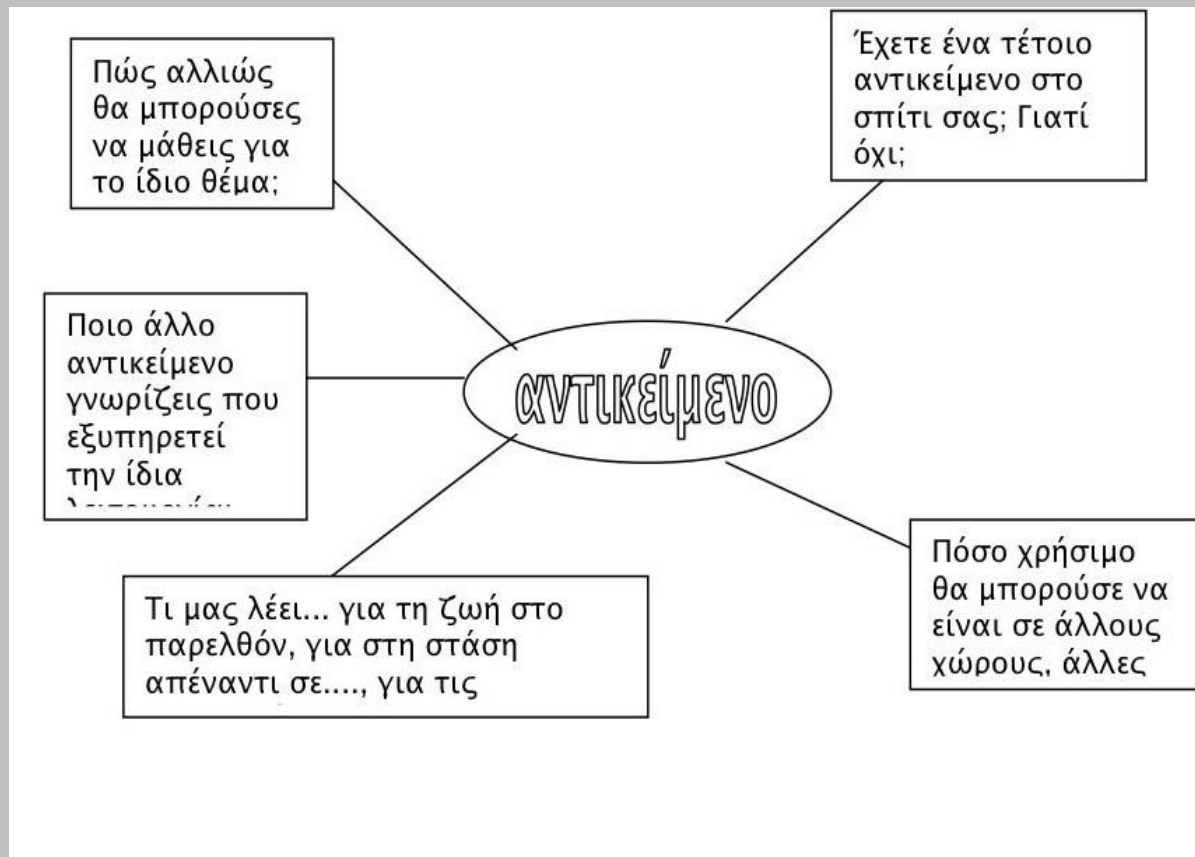 Πώς αλλιώς
θα μπορούσες
να μάθεις για
το ίδιο θέμα;
Έχετε ένα τέτοιο
αντικείμενο στο
σπίτι σας; Γιατί
όχι;
Ποιο άλλο
αντικείμενο
γνωρίζεις που
εξυπηρετεί
την ίδια
αντικείμενο
Τι μας λέει... για τη ζωή στο
παρελθόν, για στη στάση
απέναντι σε...., για τις
Πόσο χρήσιμο
θα μπορούσε να
είναι σε άλλους
χώρους, άλλες